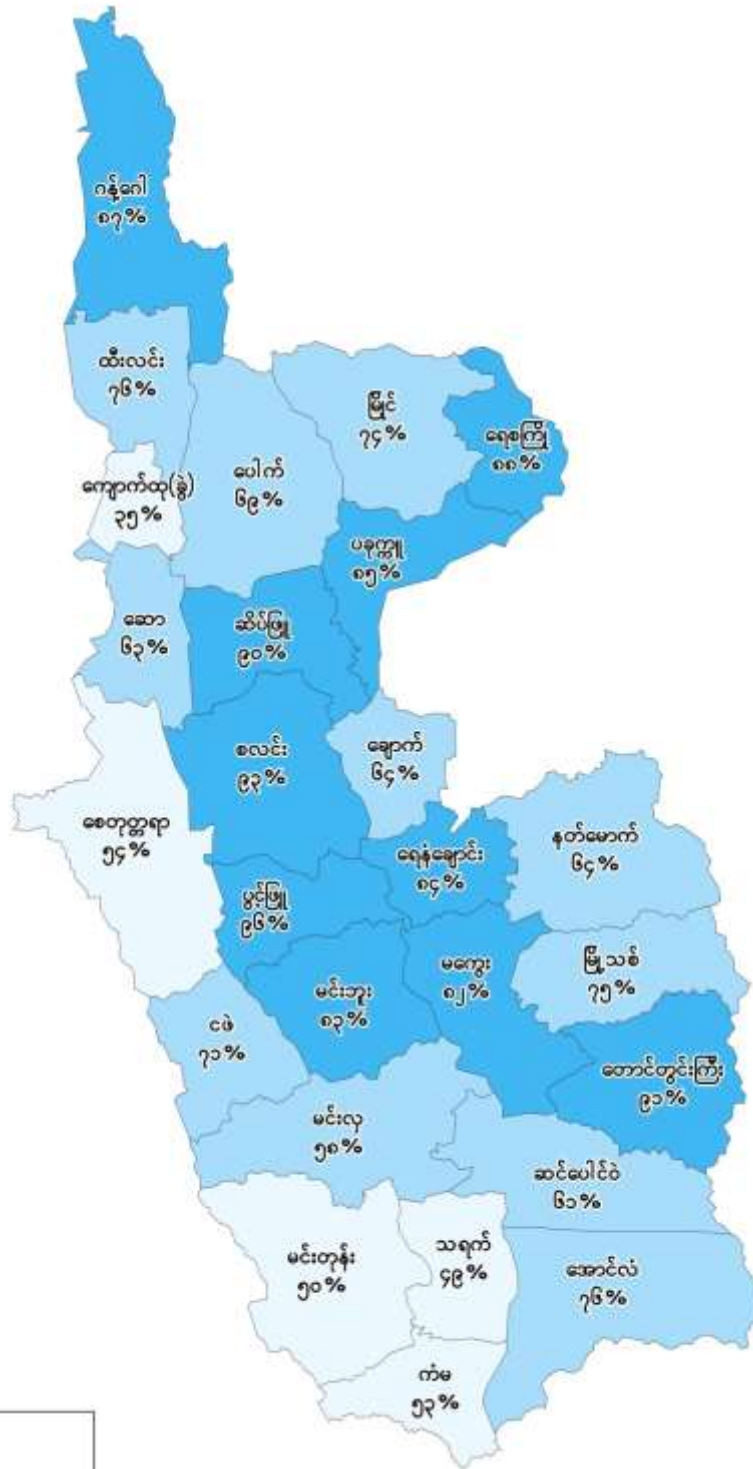 ဂန့်ဂေါ
၈၇%
ထီးလင်း
၇၆%
မြိုင်
၇၄%
ရေစကြို
၈၈%
ပေါက်
၆၉%
ကျောက်ထု(ခွဲ)
၃၅%
ပခုက္ကူ
၈၅%
ဆော
၆၃%
ဆိပ်ဖြူ
၉၀%
စလင်း
၉၃%
ချောက်
၆၄%
စေတုတ္တရာ
၅၄%
နတ်မောက်
၆၄%
ရေနံချောင်း
၈၄%
ပွင့်ဖြူ
၉၆%
မကွေး
၈၂%
မြို့သစ်
၇၅%
မင်းဘူး
၈၃%
ငဖဲ
၇၁%
တောင်တွင်းကြီး
၉၁%
မင်းလှ
၅၈%
ဆင်ပေါင်ဝဲ
၆၁%
မင်းတုန်း
၅၀%
သရက်
၄၉%
အောင်လံ
၇၆%
ကံမ
၅၃%